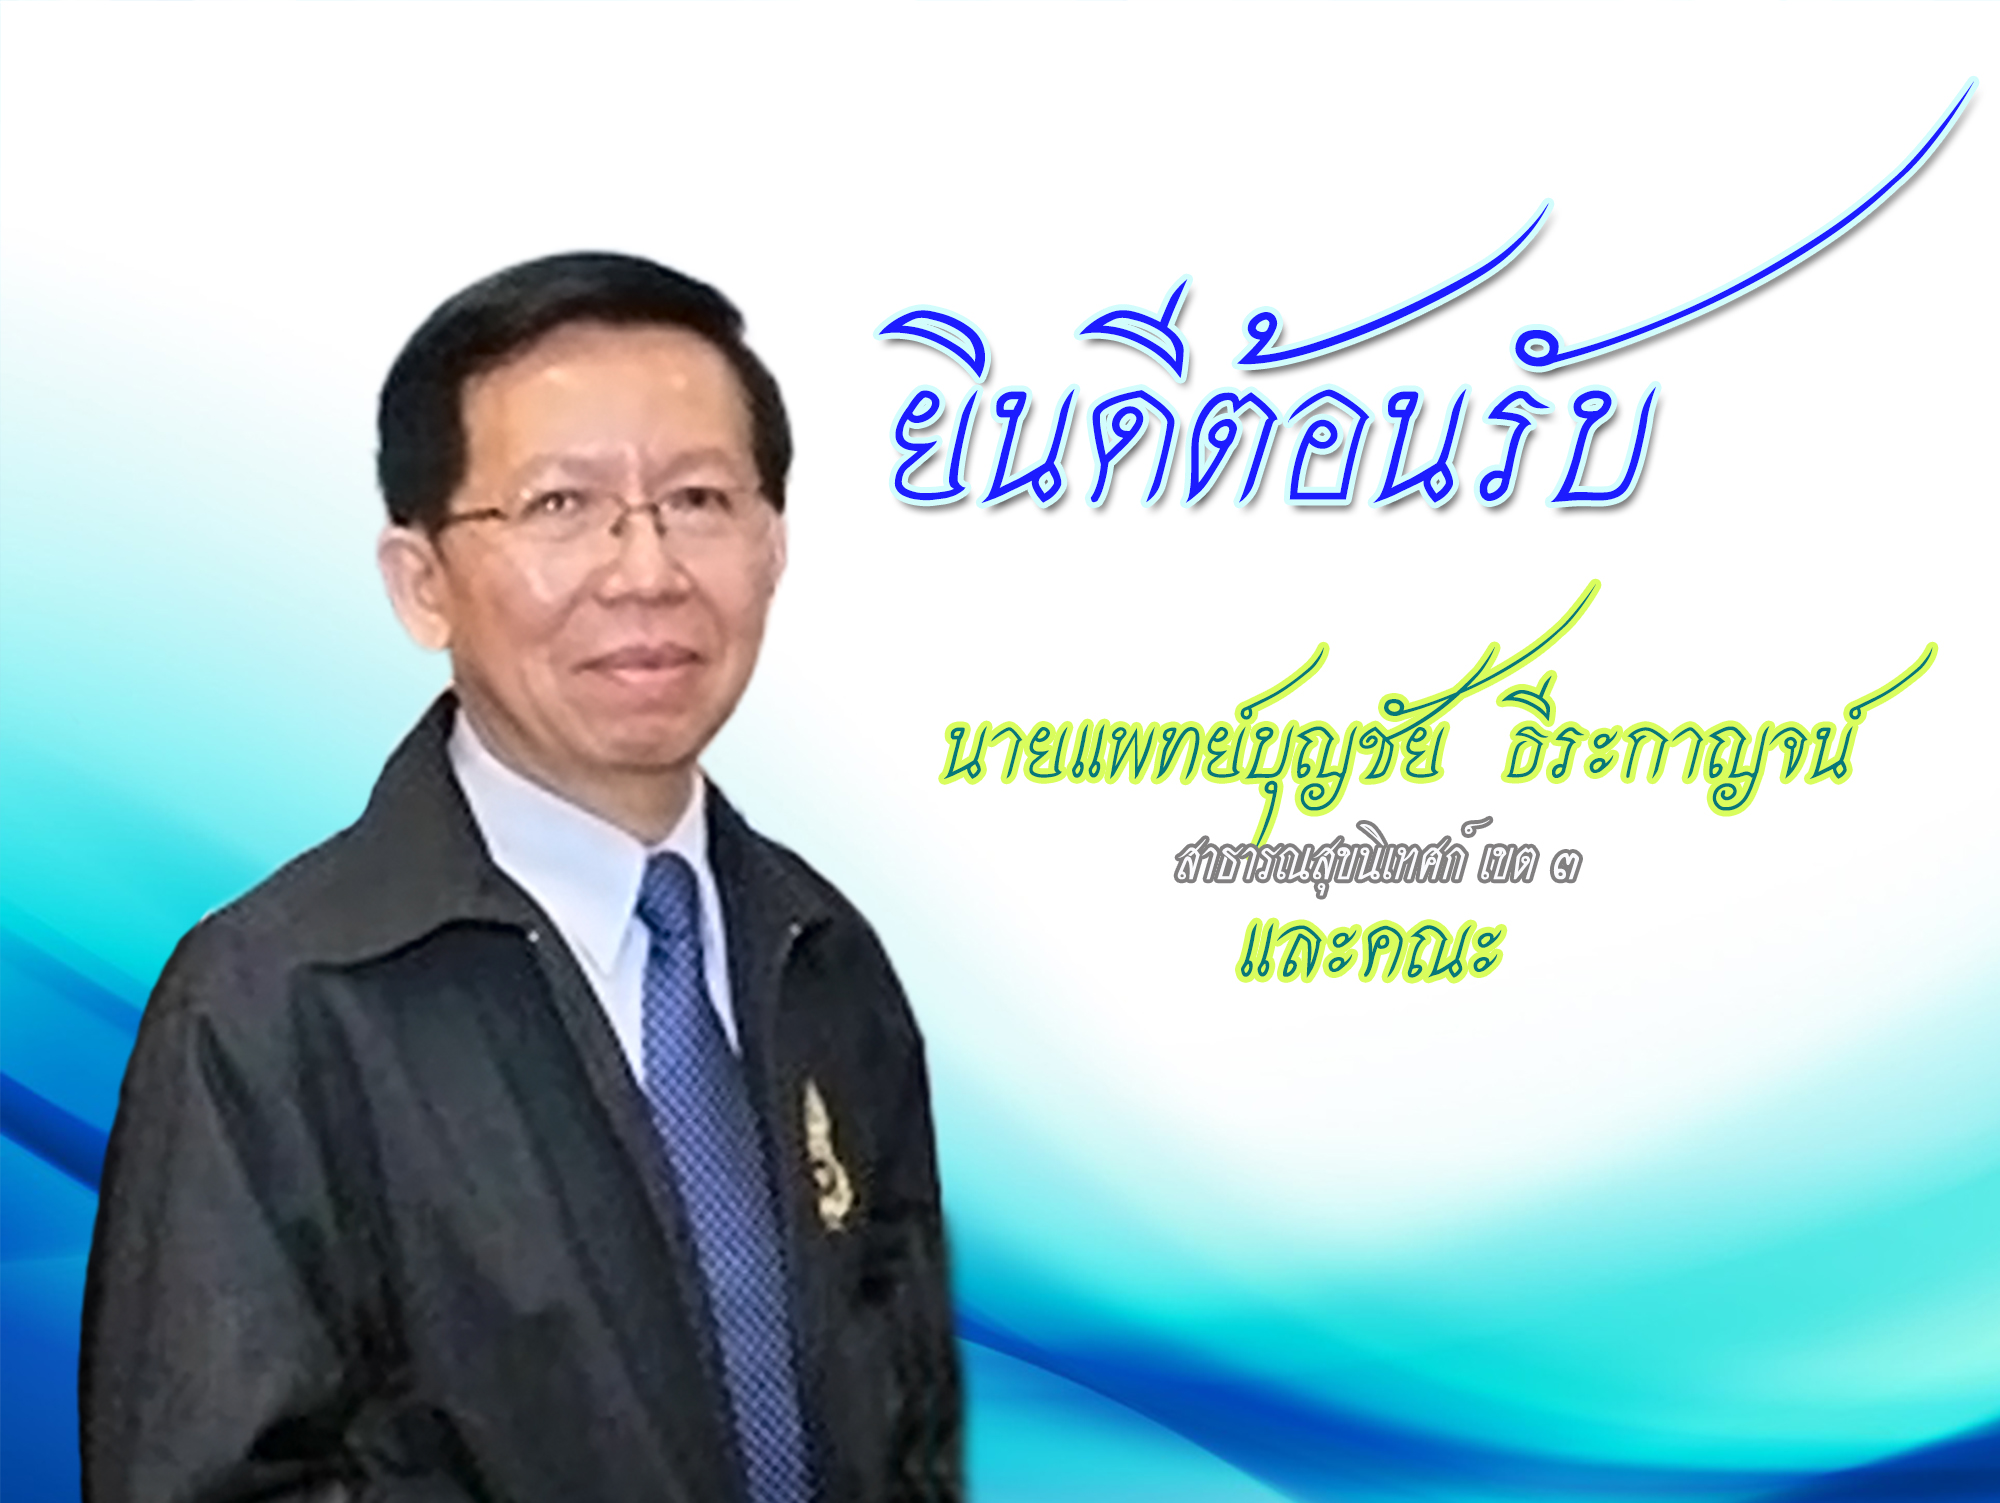 ยินดีต้อนรับ
นายแพทย์บุญชัย ธีระกาญจน์
สาธารณสุขนิเทศก์ เขต ๓
และคณะ